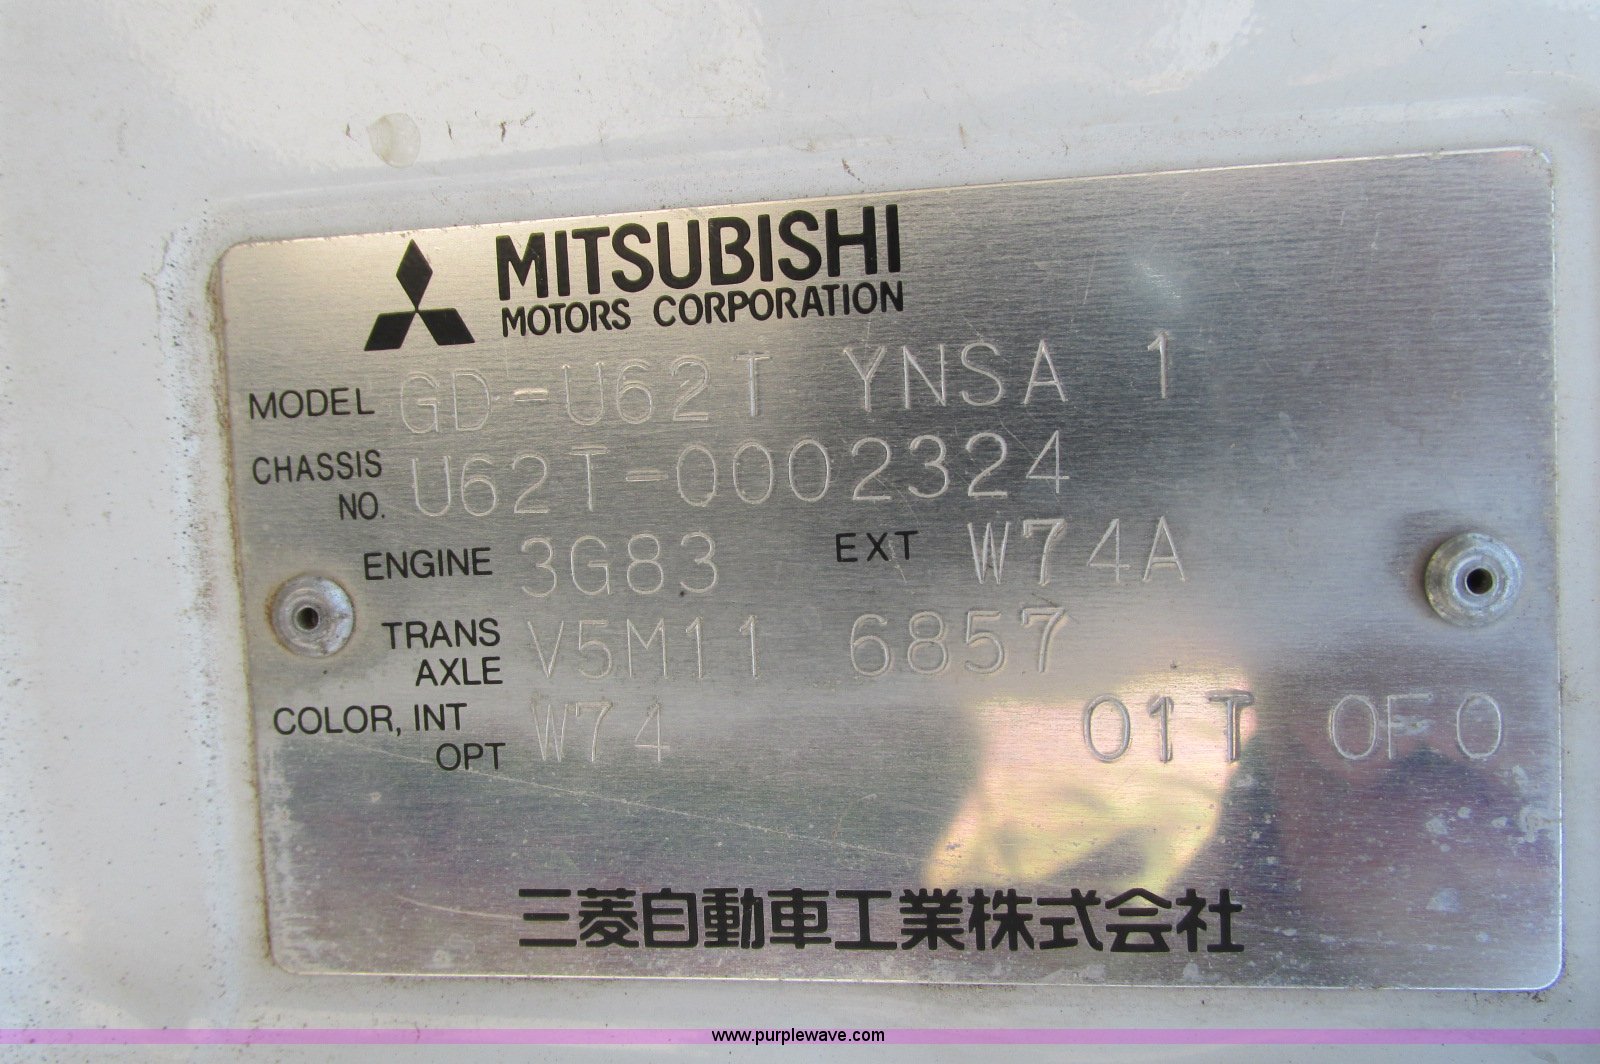 MITSUBISHI
MOTORS CORPORATION
MODEL GD-U62T YNSA 1
CHASSIS NO. U62T-0002324
ENGINE 3G83 EXT W74A
TRANS AXLE V5M11 6857
COLOR, INT OPT W74 01T 0F0
三菱自動車工業株式会社
www.purplewave.com